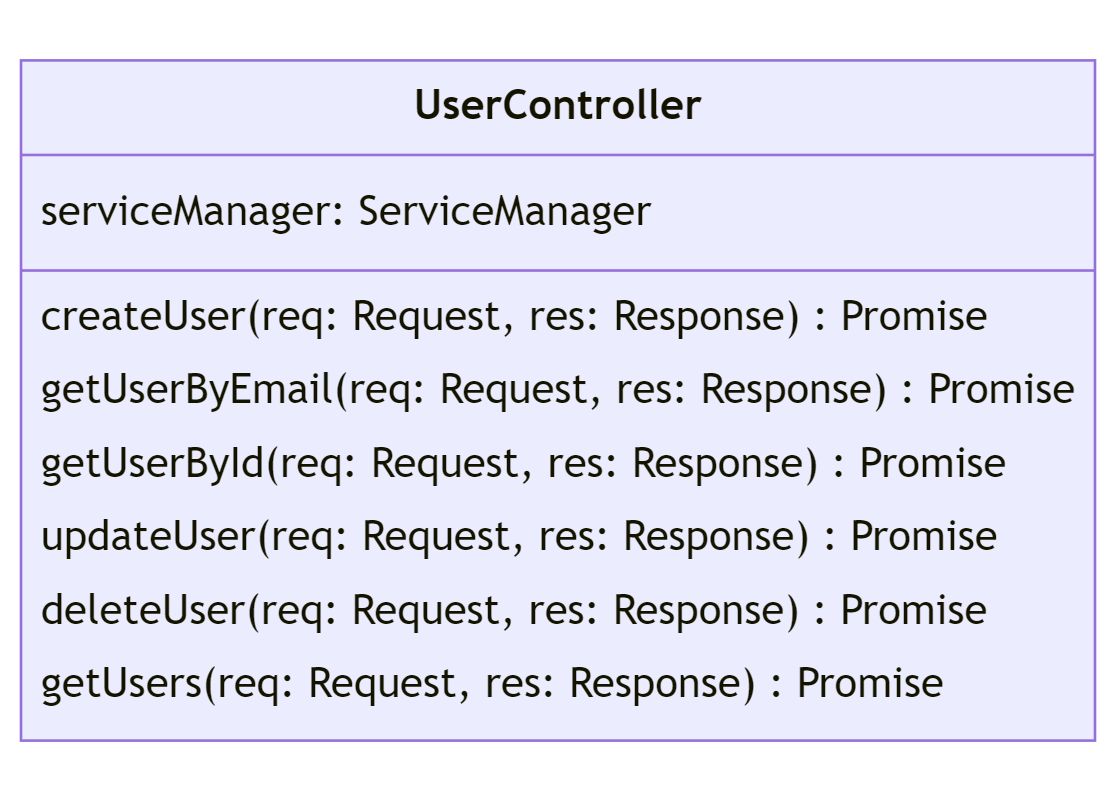 UserController
serviceManager: ServiceManager
createUser(req: Request, res: Response) : Promise
getUserByEmail(req: Request, res: Response) : Promise
getUserById(req: Request, res: Response) : Promise
updateUser(req: Request, res: Response) : Promise
deleteUser(req: Request, res: Response) : Promise
getUsers(req: Request, res: Response) : Promise